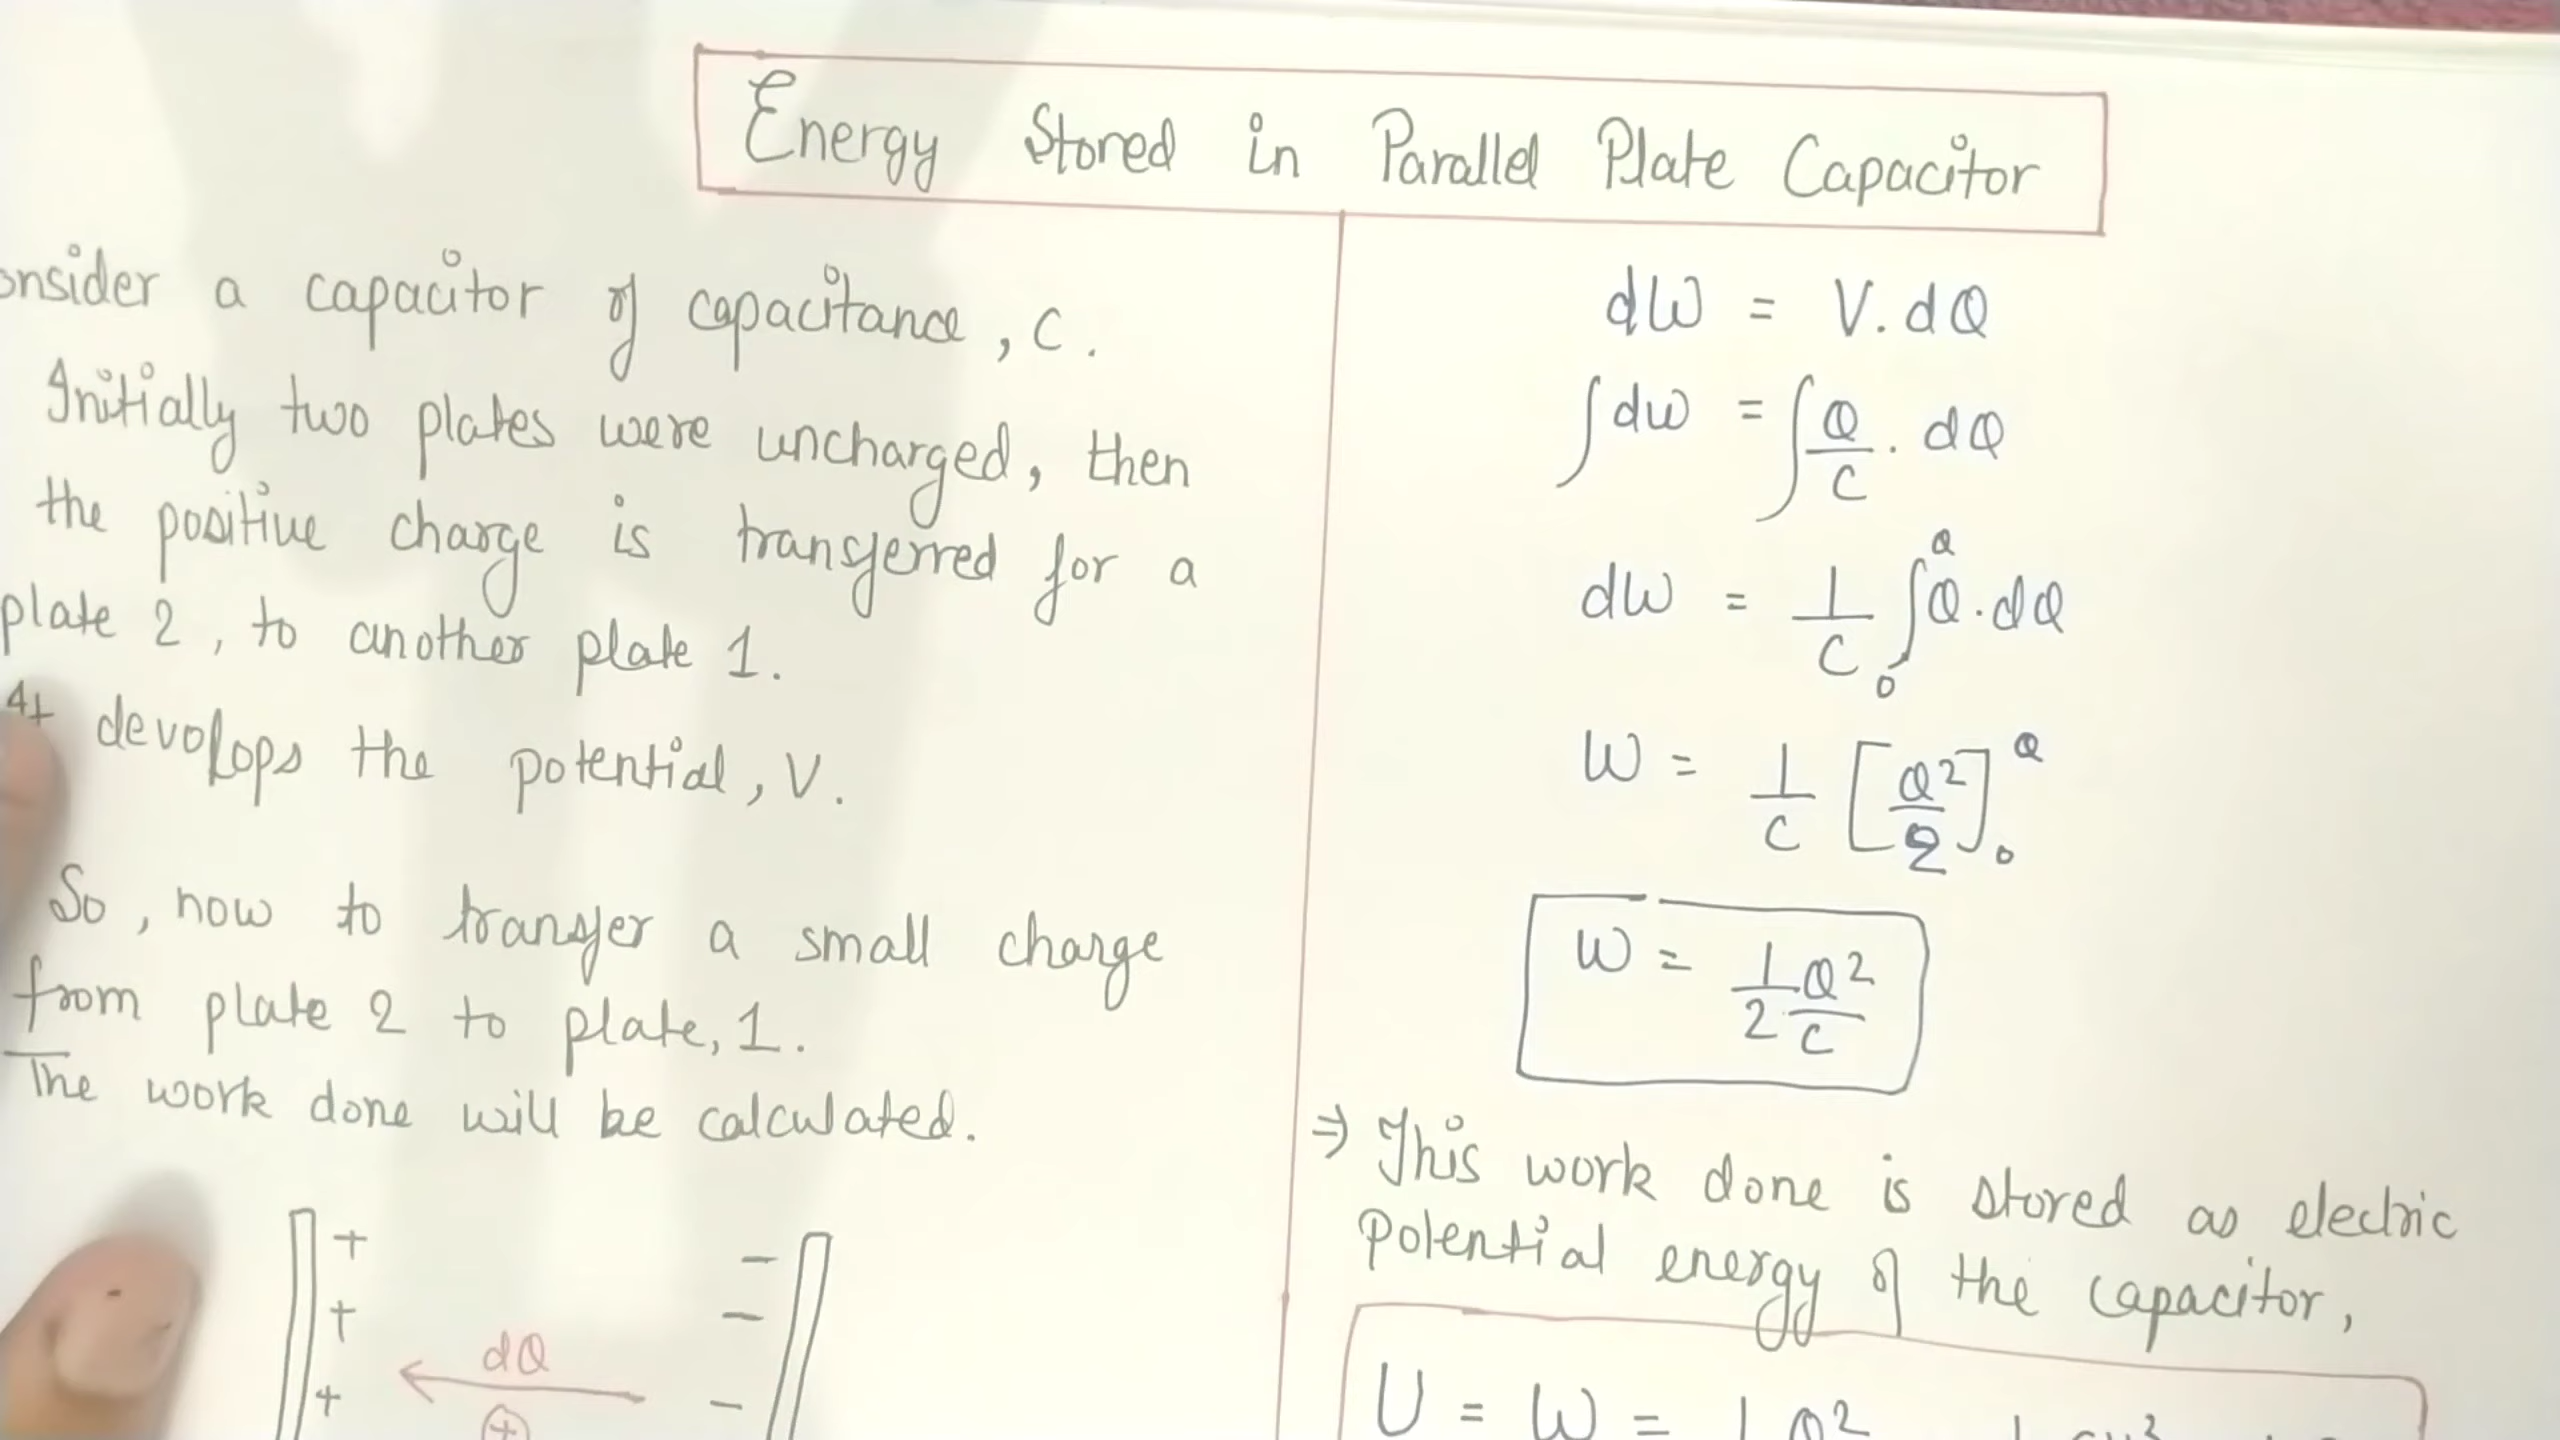 Energy Stored in Parallel Plate Capacitor
onsider a capacitor of capacitance, C.
Initially two plates were uncharged, then
the positive charge is transferred for a
plate 2, to another plate 1.
It devolops the potential, V.
So, now to transfer a small charge
from plate 2 to plate, 1.
The work done will be calculated.
+ −
+ −
dQ
+ −
+
dW = V. dQ
∫dw = ∫Q/C . dQ
dW = 1/C ₀∫^Q Q. dQ
W = 1/C [Q²/2]₀^Q
W = 1/2 Q²/C
⇒ This work done is stored as electric
Potential energy of the capacitor,
U = W = 1 Q²